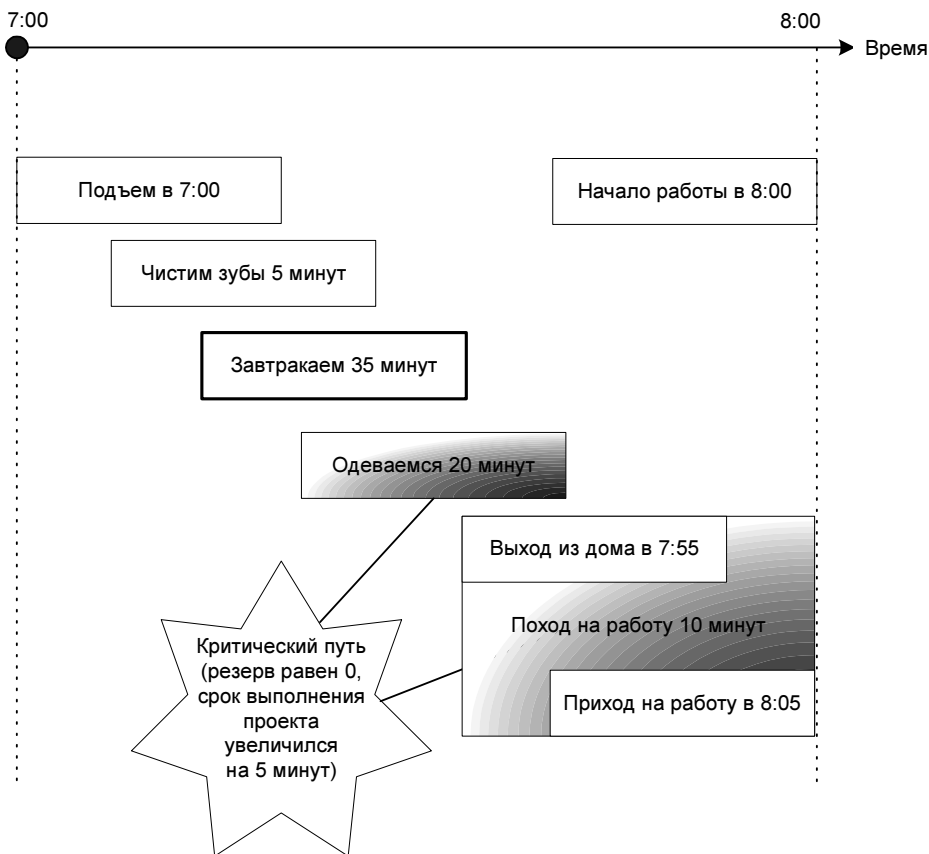 7:00
8:00
Время
Подъем в 7:00
Начало работы в 8:00
Чистим зубы 5 минут
Завтракаем 35 минут
Одеваемся 20 минут
Выход из дома в 7:55
Поход на работу 10 минут
Приход на работу в 8:05
Критический путь
(резерв равен 0,
срок выполнения
проекта
увеличился
на 5 минут)